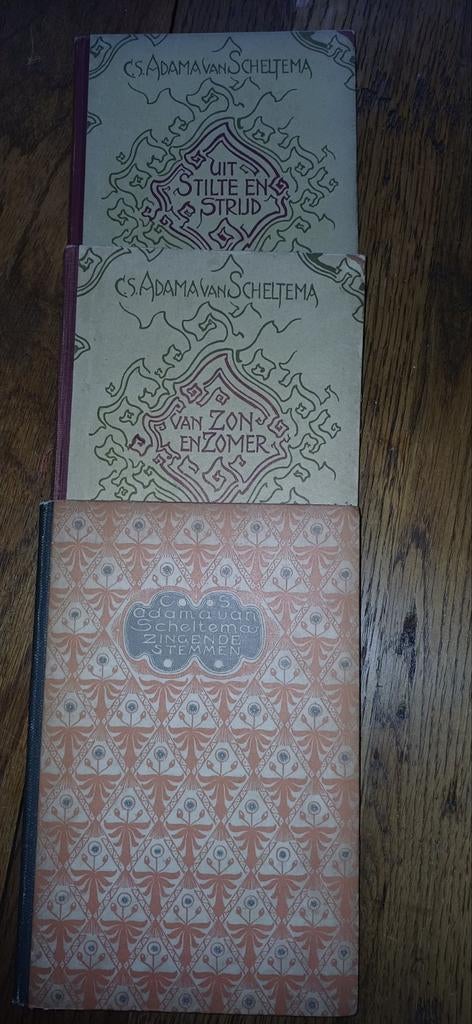 C.S. ADAMA VAN SCHELTEMA
UIT
STILTE EN
STRIJD
C.S. ADAMA VAN SCHELTEMA
VAN ZON
EN ZOMER
C S
adama van
Scheltema
ZINGENDE
STEMMEN